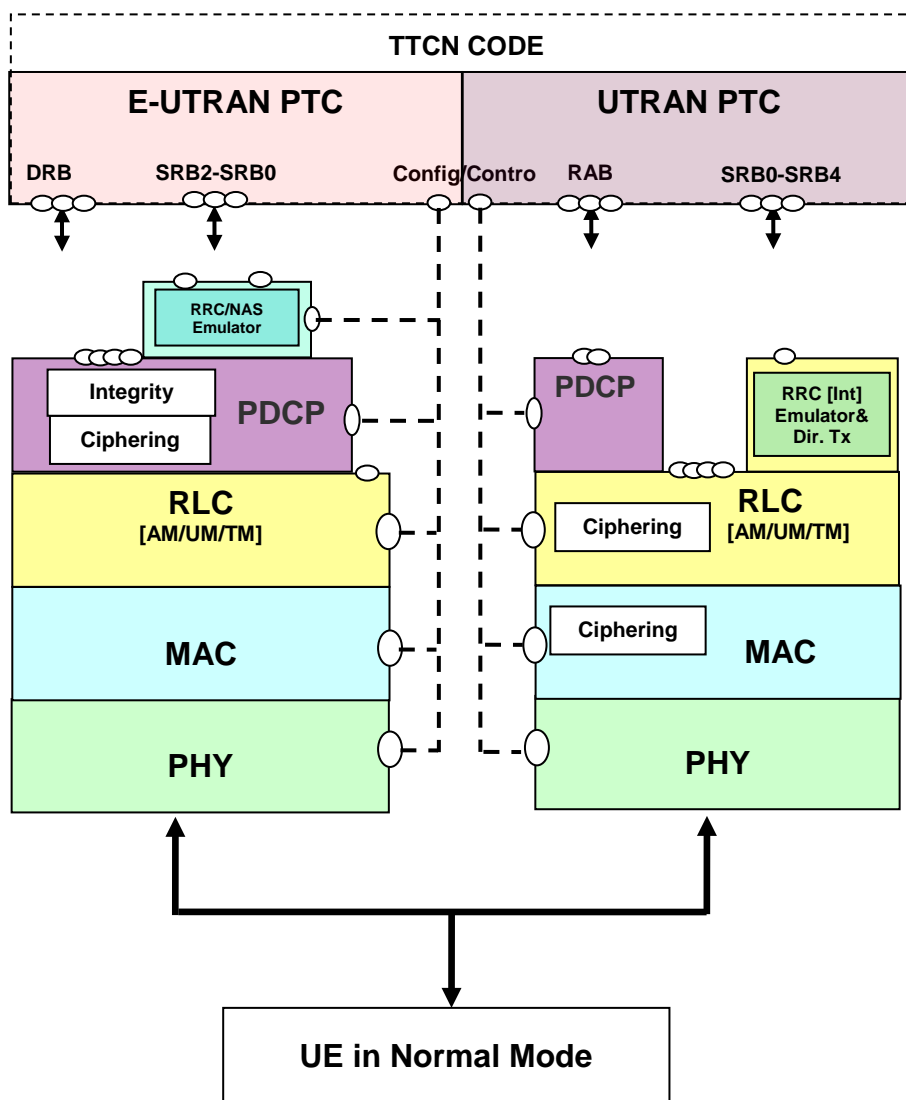 TTCN CODE
E-UTRAN PTC
UTRAN PTC
DRB
SRB2-SRB0
Config/Contro
RAB
SRB0-SRB4
RRC/NAS
Emulator
Integrity
Ciphering
PDCP
PDCP
RRC [Int]
Emulator&
Dir. Tx
RLC
[AM/UM/TM]
Ciphering
RLC
[AM/UM/TM]
MAC
Ciphering
MAC
PHY
PHY
UE in Normal Mode